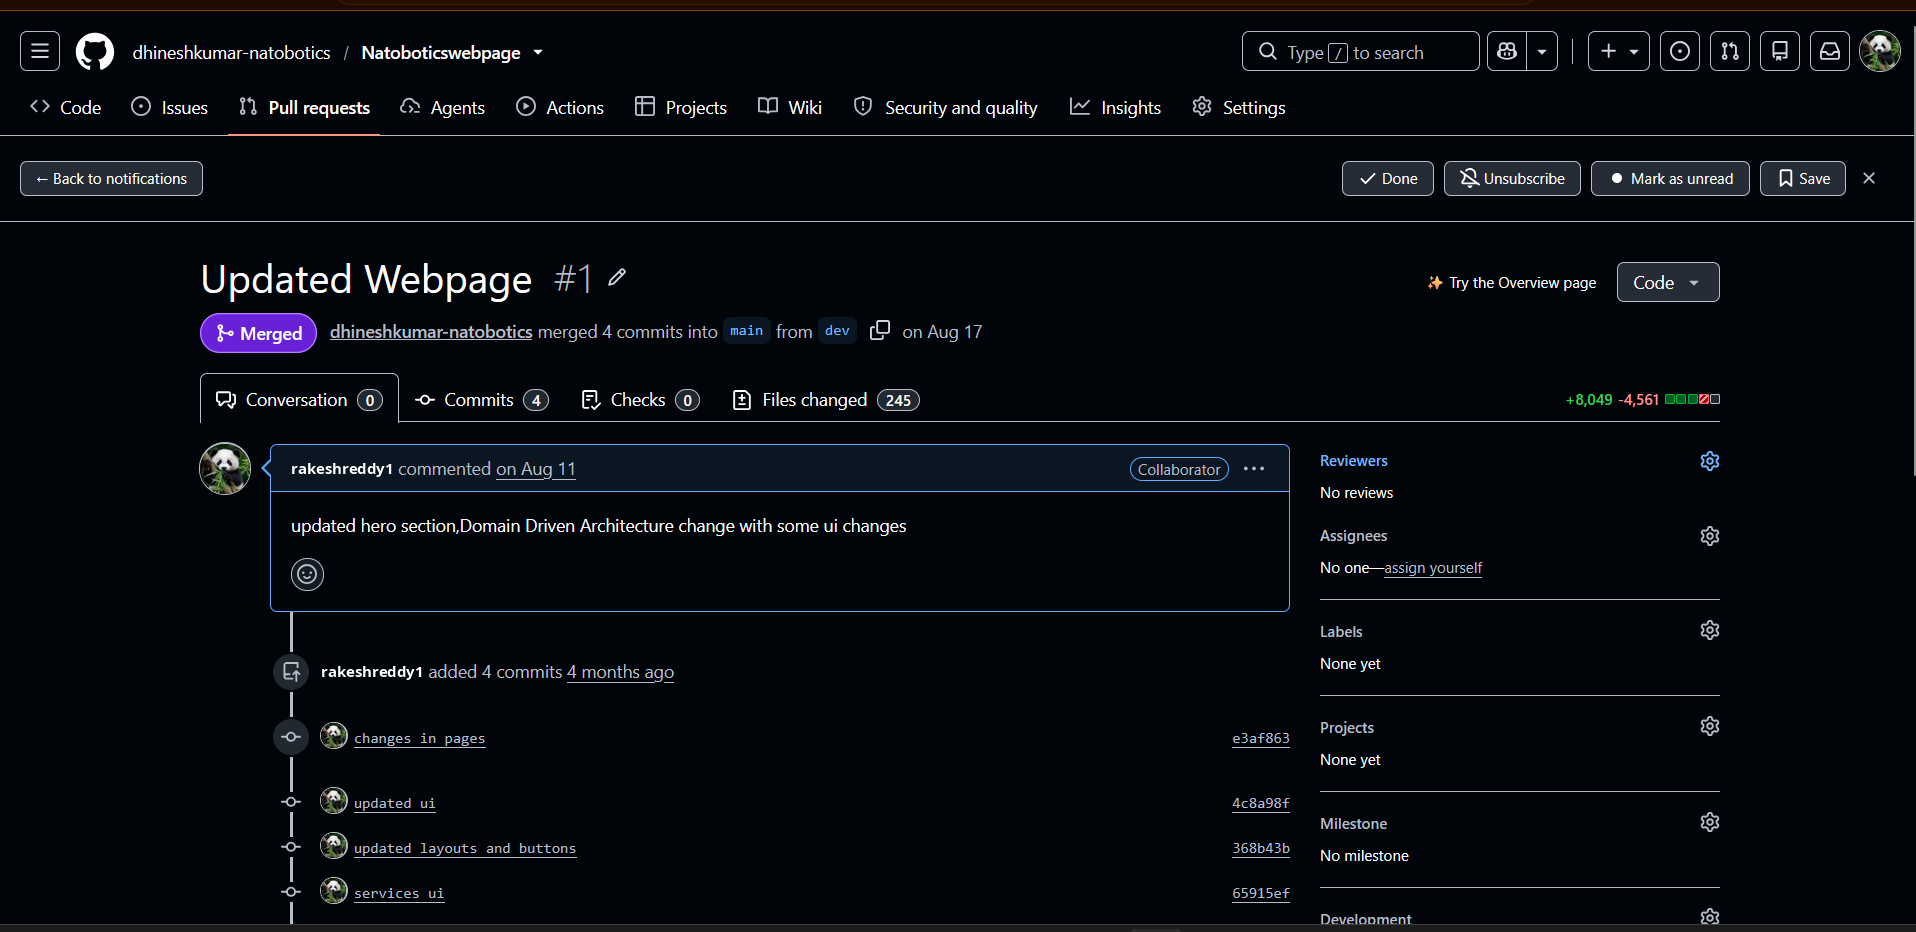 dhineshkumar-natobotics / Natoboticswebpage
Type / to search
Code Issues Pull requests Agents Actions Projects Wiki Security and quality Insights Settings
← Back to notifications
Done Unsubscribe Mark as unread Save
Updated Webpage #1
✨ Try the Overview page Code
Merged dhineshkumar-natobotics merged 4 commits into main from dev on Aug 17
Conversation 0 Commits 4 Checks 0 Files changed 245
+8,049 -4,561
rakeshreddy1 commented on Aug 11 Collaborator
updated hero section,Domain Driven Architecture change with some ui changes
rakeshreddy1 added 4 commits 4 months ago
changes in pages e3af863
updated ui 4c8a98f
updated layouts and buttons 368b43b
services ui 65915ef
Reviewers
No reviews
Assignees
No one—assign yourself
Labels
None yet
Projects
None yet
Milestone
No milestone
Development